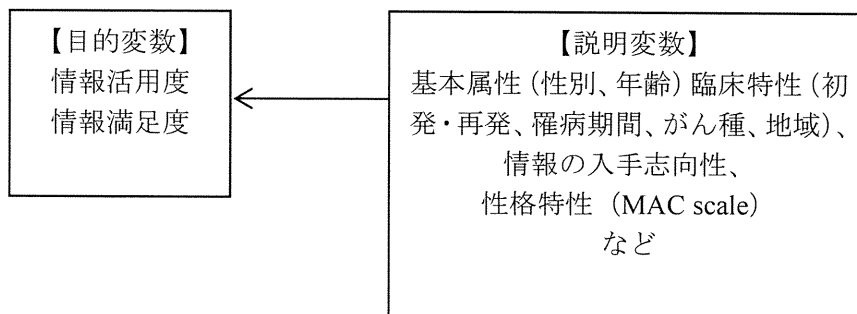 【目的変数】
情報活用度
情報満足度
【説明変数】
基本属性（性別、年齢）臨床特性（初
発・再発、罹病期間、がん種、地域）、
情報の入手志向性、
性格特性（MAC scale）
など